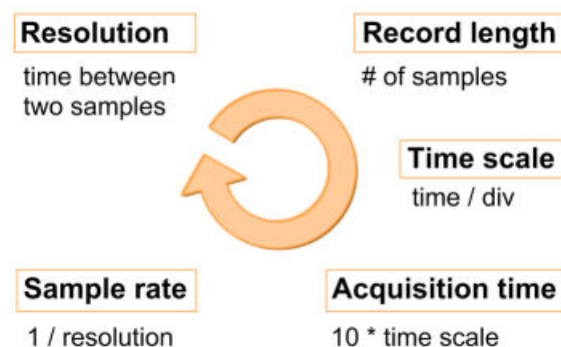 Resolution
time between
two samples
Record length
# of samples
Time scale
time / div
Sample rate
1 / resolution
Acquisition time
10 * time scale